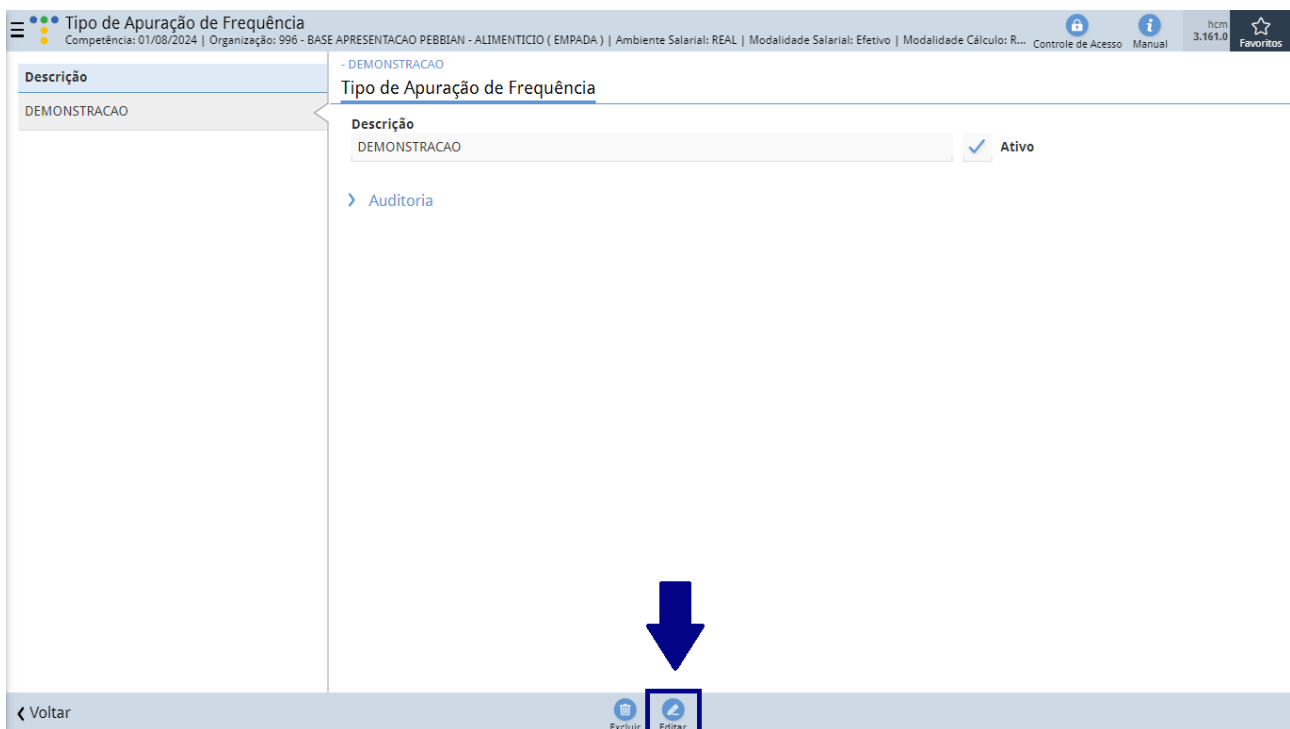 Tipo de Apuração de Frequência
Competência: 01/08/2024 | Organização: 996 - BASE APRESENTACAO PEBBIAN - ALIMENTICIO ( EMPADA ) | Ambiente Salarial: REAL | Modalidade Salarial: Efetivo | Modalidade Cálculo: R...
Controle de Acesso
Manual
hcm
3.161.0
Favoritos
Descrição
DEMONSTRACAO
- DEMONSTRACAO
Tipo de Apuração de Frequência
Descrição
DEMONSTRACAO
Ativo
Auditoria
Voltar
Excluir
Editar